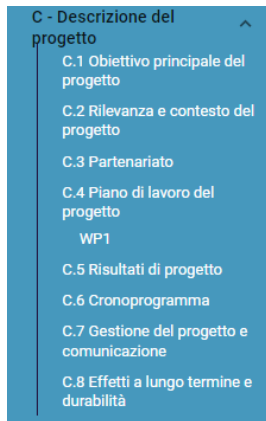 C - Descrizione del
progetto
C.1 Obiettivo principale del
progetto
C.2 Rilevanza e contesto del
progetto
C.3 Partenariato
C.4 Piano di lavoro del
progetto
WP1
C.5 Risultati di progetto
C.6 Cronoprogramma
C.7 Gestione del progetto e
comunicazione
C.8 Effetti a lungo termine e
durabilità